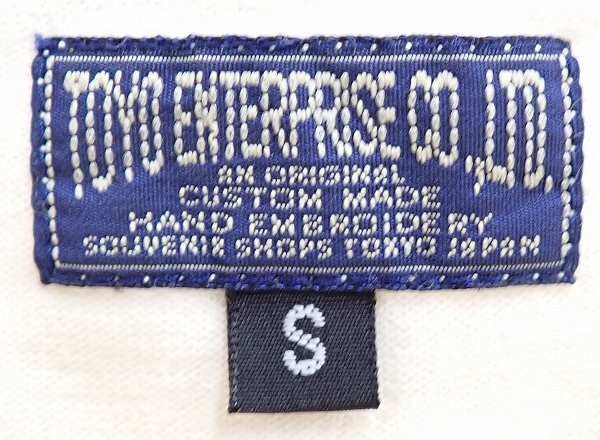 TOYO ENTERPRISE CO.,LTD.
AN ORIGINAL
CUSTOM MADE
HAND EMBROIDERY
SOUVENIR SHOPS TOKYO JAPAN
S